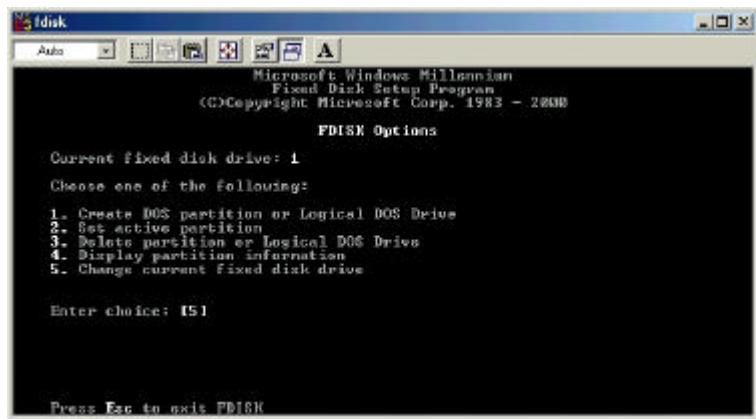 fdisk
Auto
A
Microsoft Windows Millennium
Fixed Disk Setup Program
(C)Copyright Microsoft Corp. 1983 - 2000
FDISK Options
Current fixed disk drive: 1
Choose one of the following:
1. Create DOS partition or Logical DOS Drive
2. Set active partition
3. Delete partition or Logical DOS Drive
4. Display partition information
5. Change current fixed disk drive
Enter choice: [5]
Press Esc to exit FDISK